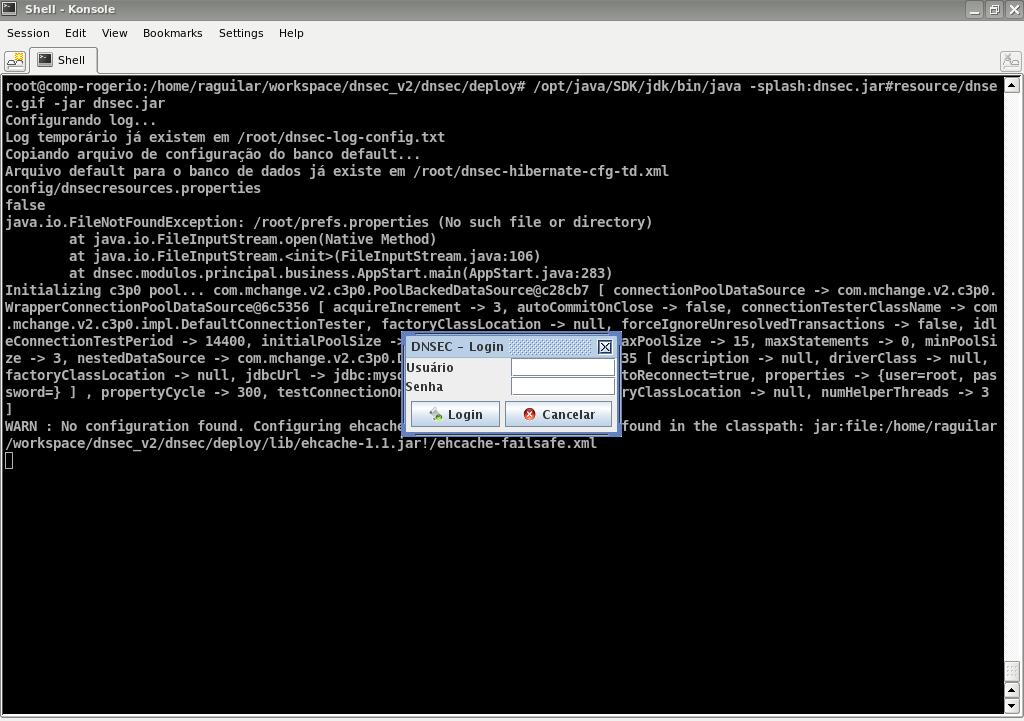 Shell - Konsole
Session Edit View Bookmarks Settings Help
Shell
root@comp-rogerio:/home/raguilar/workspace/dnsec_v2/dnsec/deploy# /opt/java/SDK/jdk/bin/java -splash:dnsec.jar#resource/dnse
c.gif -jar dnsec.jar
Configurando log...
Log temporário já existem em /root/dnsec-log-config.txt
Copiando arquivo de configuração do banco default...
Arquivo default para o banco de dados já existe em /root/dnsec-hibernate-cfg-td.xml
config/dnsecresources.properties
false
java.io.FileNotFoundException: /root/prefs.properties (No such file or directory)
at java.io.FileInputStream.open(Native Method)
at java.io.FileInputStream.<init>(FileInputStream.java:106)
at dnsec.modulos.principal.business.AppStart.main(AppStart.java:283)
Initializing c3p0 pool... com.mchange.v2.c3p0.PoolBackedDataSource@c28cb7 [ connectionPoolDataSource -> com.mchange.v2.c3p0.
WrapperConnectionPoolDataSource@6c5356 [ acquireIncrement -> 3, autoCommitOnClose -> false, connectionTesterClassName -> com
.mchange.v2.c3p0.impl.DefaultConnectionTester, factoryClassLocation -> null, forceIgnoreUnresolvedTransactions -> false, idl
eConnectionTestPeriod -> 14400, initialPoolSize -> axPoolSize -> 15, maxStatements -> 0, minPoolSi
ze -> 3, nestedDataSource -> com.mchange.v2.c3p0.D 35 [ description -> null, driverClass -> null,
factoryClassLocation -> null, jdbcUrl -> jdbc:mysq toReconnect=true, properties -> {user=root, pas
sword=} ] , propertyCycle -> 300, testConnectionOn ryClassLocation -> null, numHelperThreads -> 3
]
WARN : No configuration found. Configuring ehcache found in the classpath: jar:file:/home/raguilar
/workspace/dnsec_v2/dnsec/deploy/lib/ehcache-1.1.jar!/ehcache-failsafe.xml
DNSEC - Login
Usuário
Senha
Login Cancelar